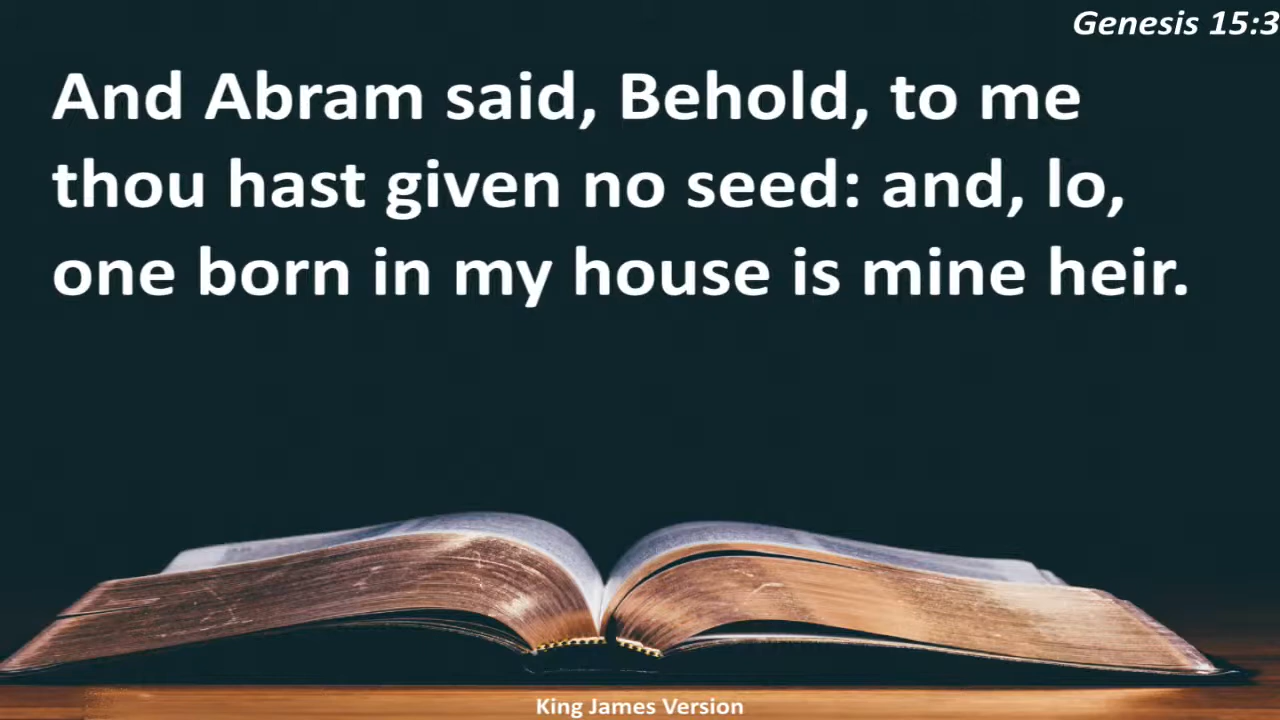 Genesis 15:3
And Abram said, Behold, to me
thou hast given no seed: and, lo,
one born in my house is mine heir.
King James Version